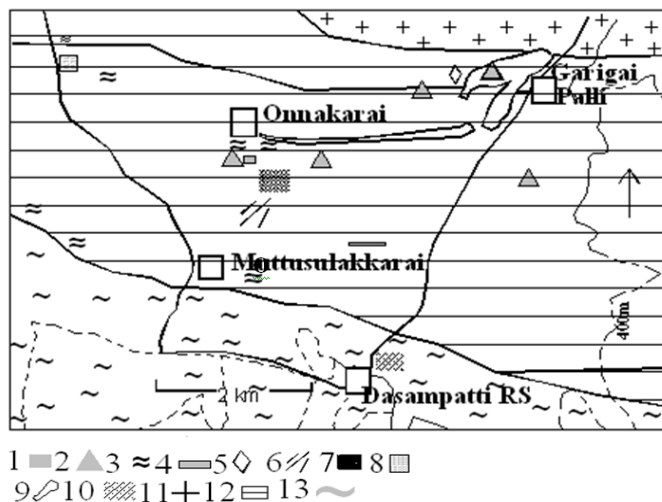 Garigai
Palli
Onnakarai
Muttusulakkarai
400m
2 km
Dasampatti RS
1 2 3 4 5 6 7 8
9 10 11 12 13